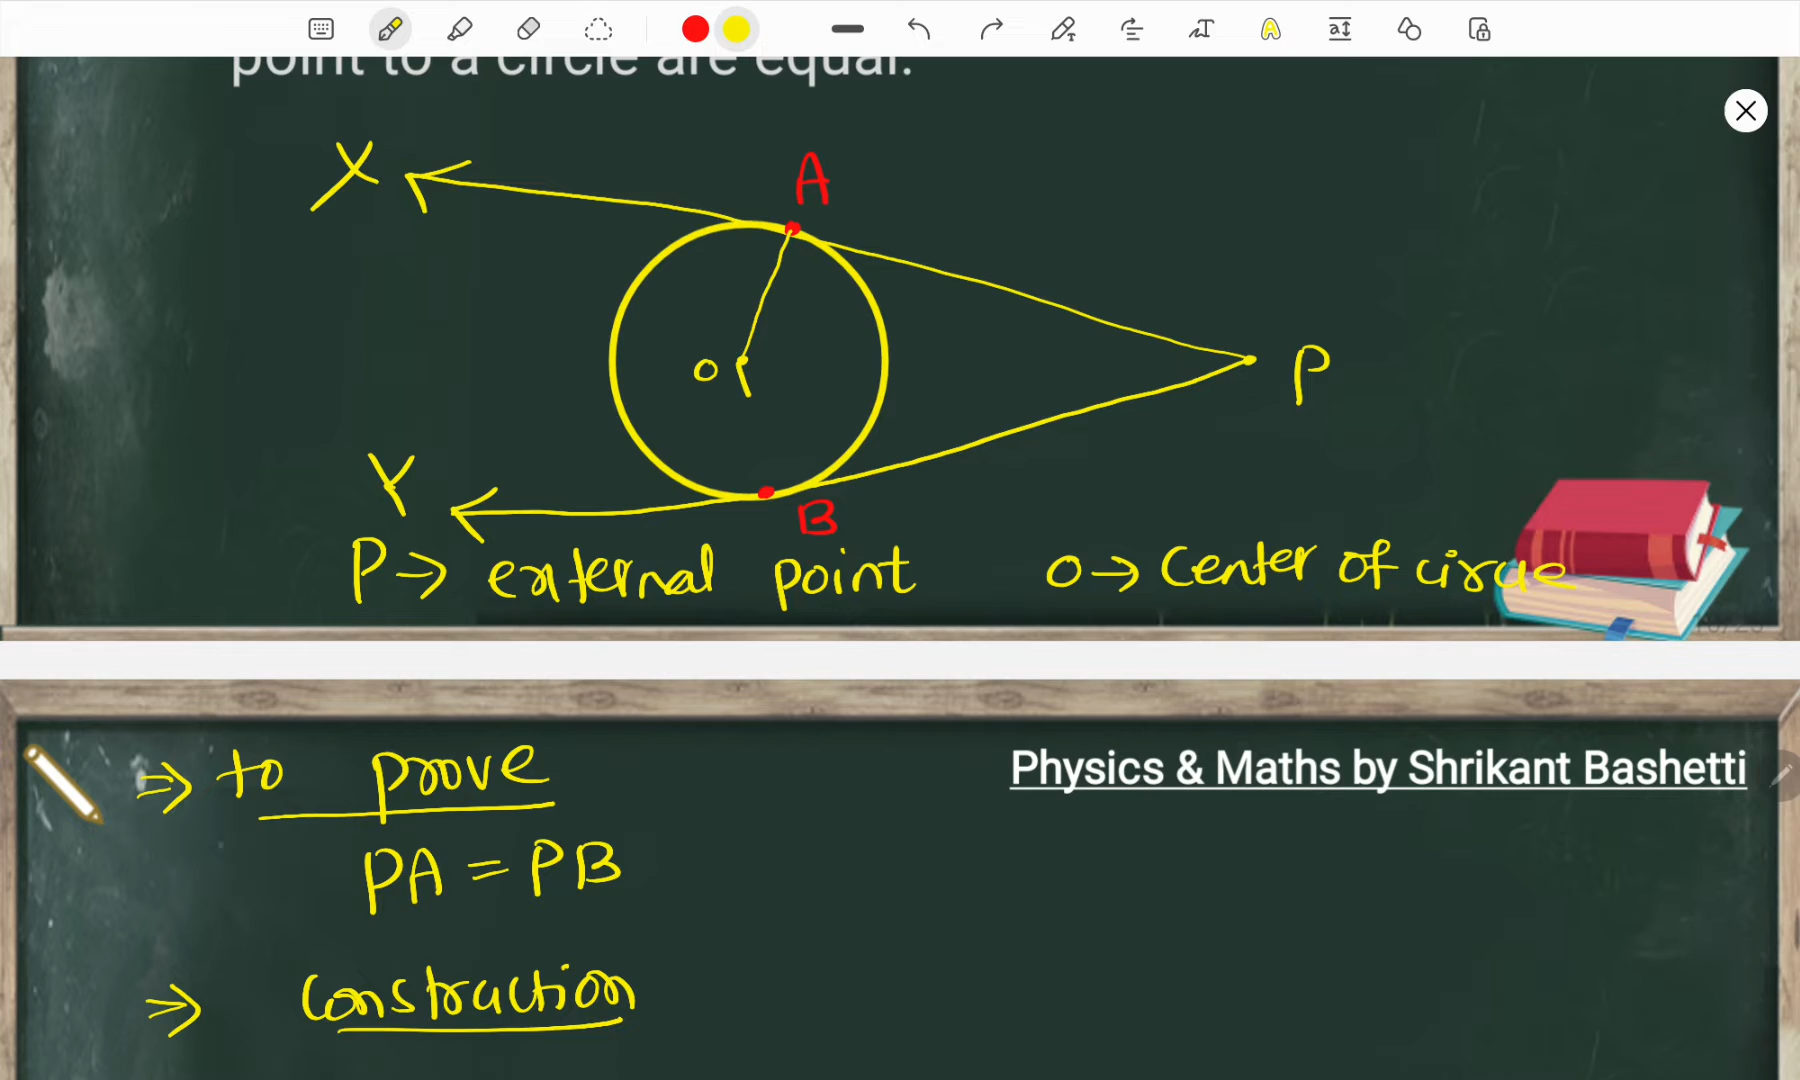 point to a circle are equal.
X
A
O
P
Y
B
P → external point
O → Center of circle
⇒ to prove
Physics & Maths by Shrikant Bashetti
PA = PB
⇒ Construction